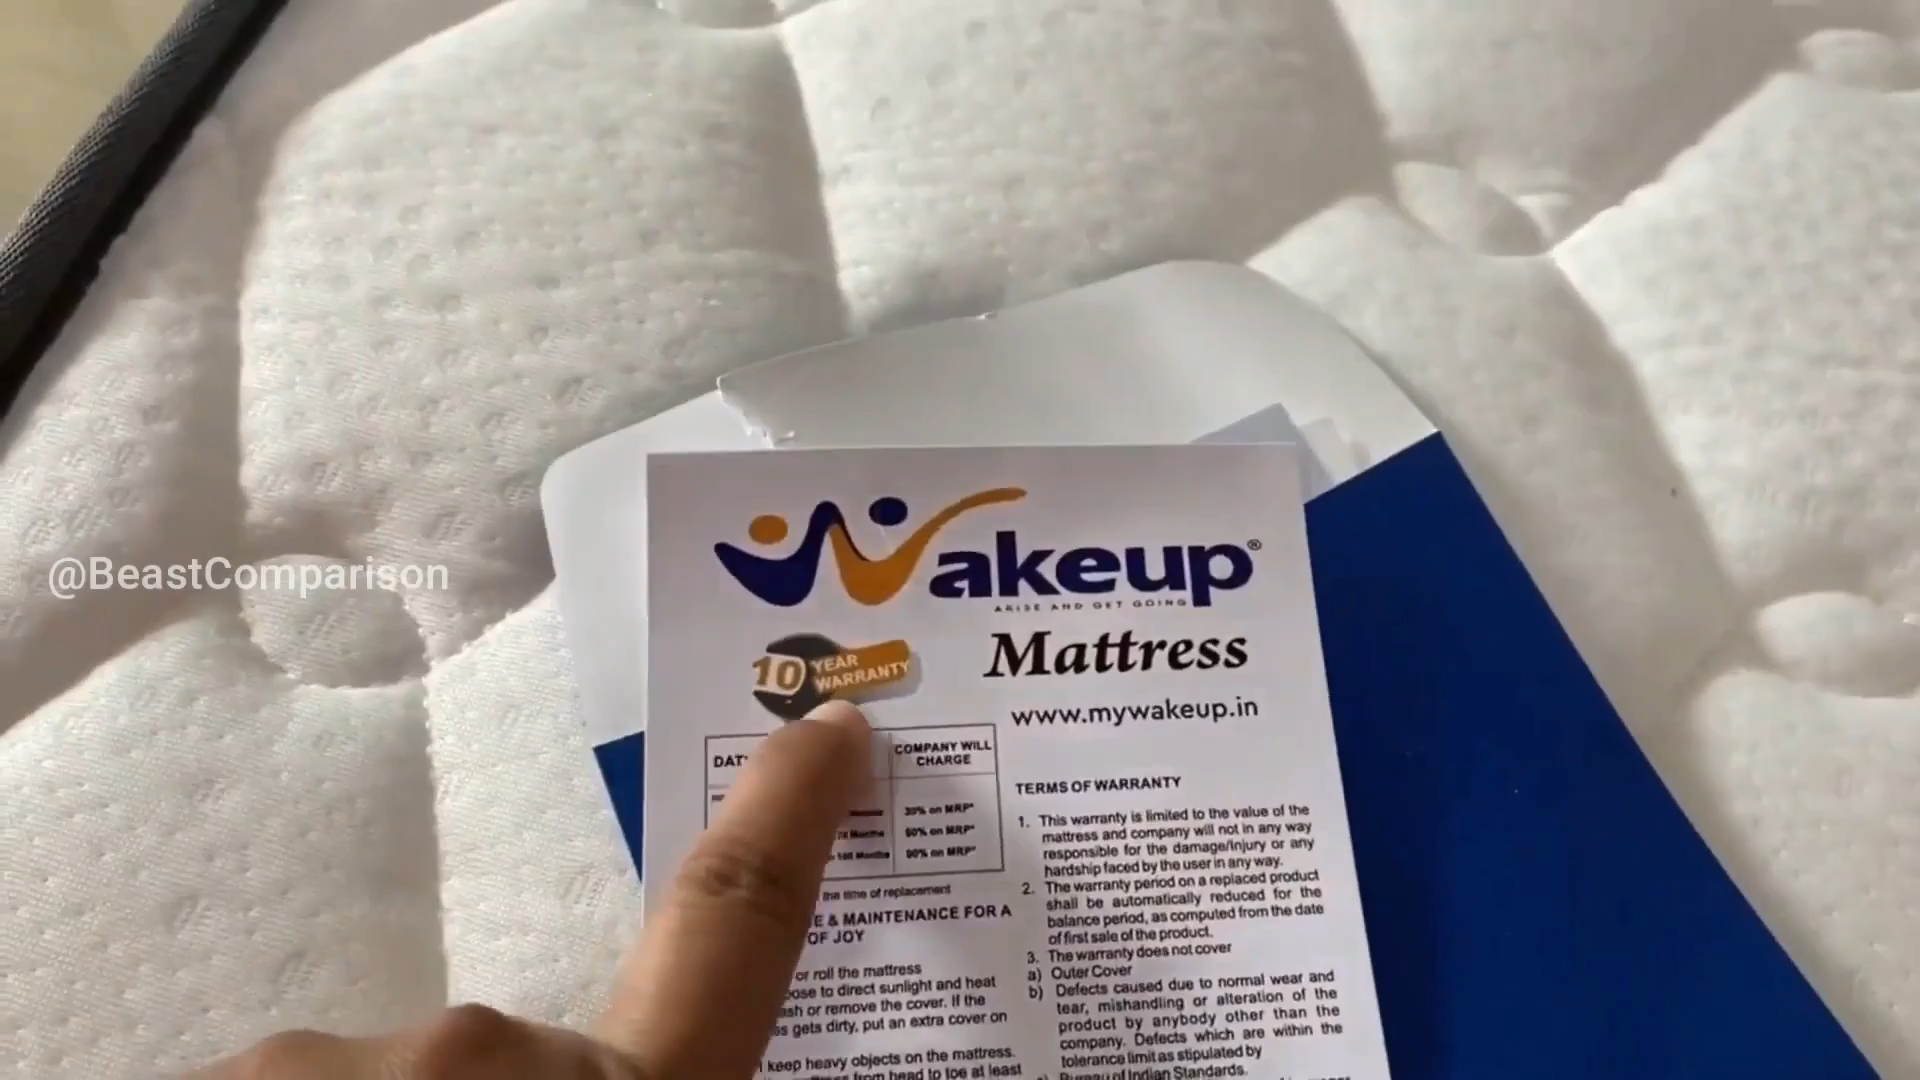 Wakeup®
ARISE AND GET GOING
10 YEAR
WARRANTY
Mattress
www.mywakeup.in
@BeastComparison
COMPANY WILL
CHARGE
30% on MRP*
60% on MRP*
90% on MRP*
the time of replacement
& MAINTENANCE FOR A
OF JOY
or roll the mattress
to direct sunlight and heat
or remove the cover. If the
gets dirty, put an extra cover on
keep heavy objects on the mattress.
from head to toe at least
TERMS OF WARRANTY
1. This warranty is limited to the value of the
mattress and company will not in any way
responsible for the damage/injury or any
hardship faced by the user in any way.
2. The warranty period on a replaced product
shall be automatically reduced for the
balance period, as computed from the date
of first sale of the product.
3. The warranty does not cover
a) Outer Cover
b) Defects caused due to normal wear and
tear, mishandling or alteration of the
product by anybody other than the
company. Defects which are within the
tolerance limit as stipulated by
Bureau of Indian Standards.